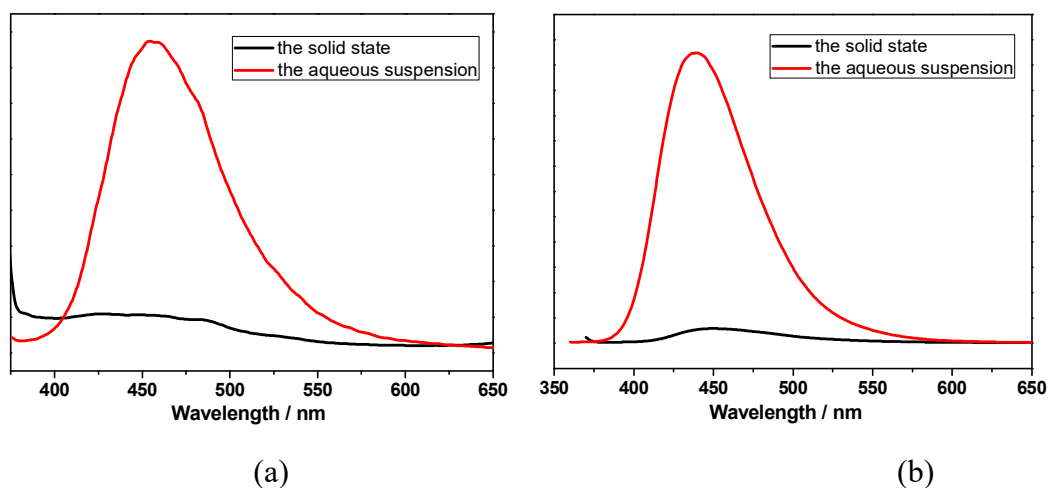 the solid state
the aqueous suspension
400 450 500 550 600 650
Wavelength / nm
(a)
the solid state
the aqueous suspension
350 400 450 500 550 600 650
Wavelength / nm
(b)